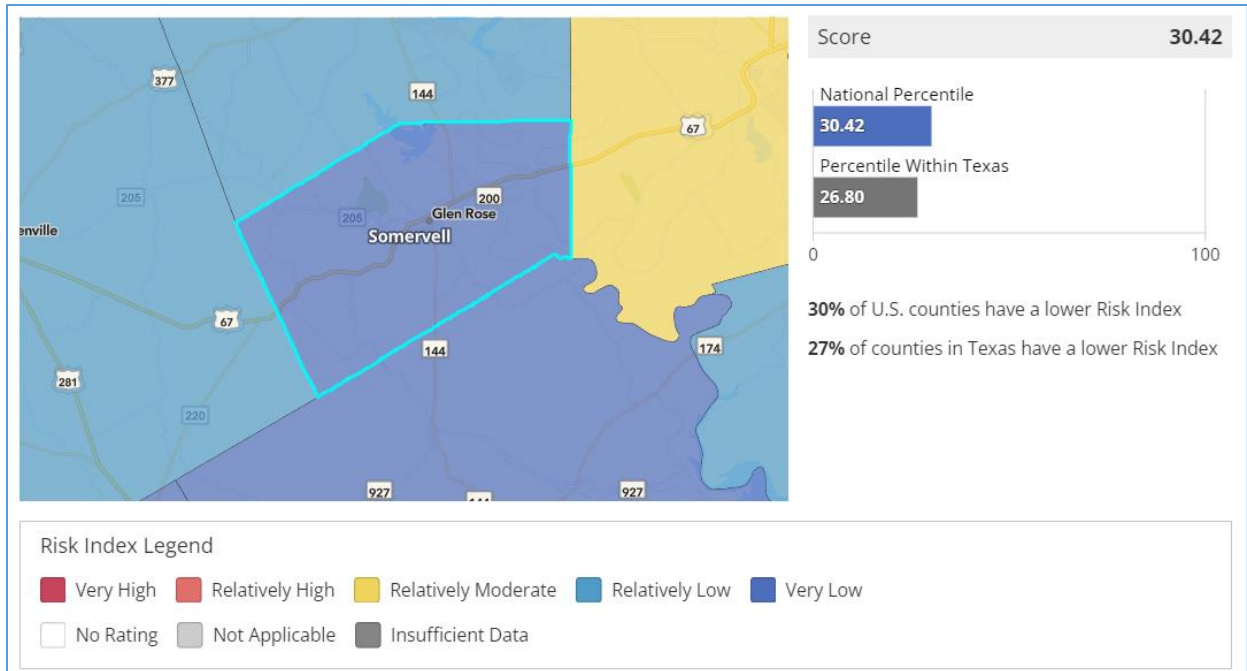 377
144
67
205
200
205
Glen Rose
enville
Somervell
67
144
174
281
220
927
927
Score 30.42
National Percentile
30.42
Percentile Within Texas
26.80
0 100
30% of U.S. counties have a lower Risk Index
27% of counties in Texas have a lower Risk Index
Risk Index Legend
Very High Relatively High Relatively Moderate Relatively Low Very Low
No Rating Not Applicable Insufficient Data